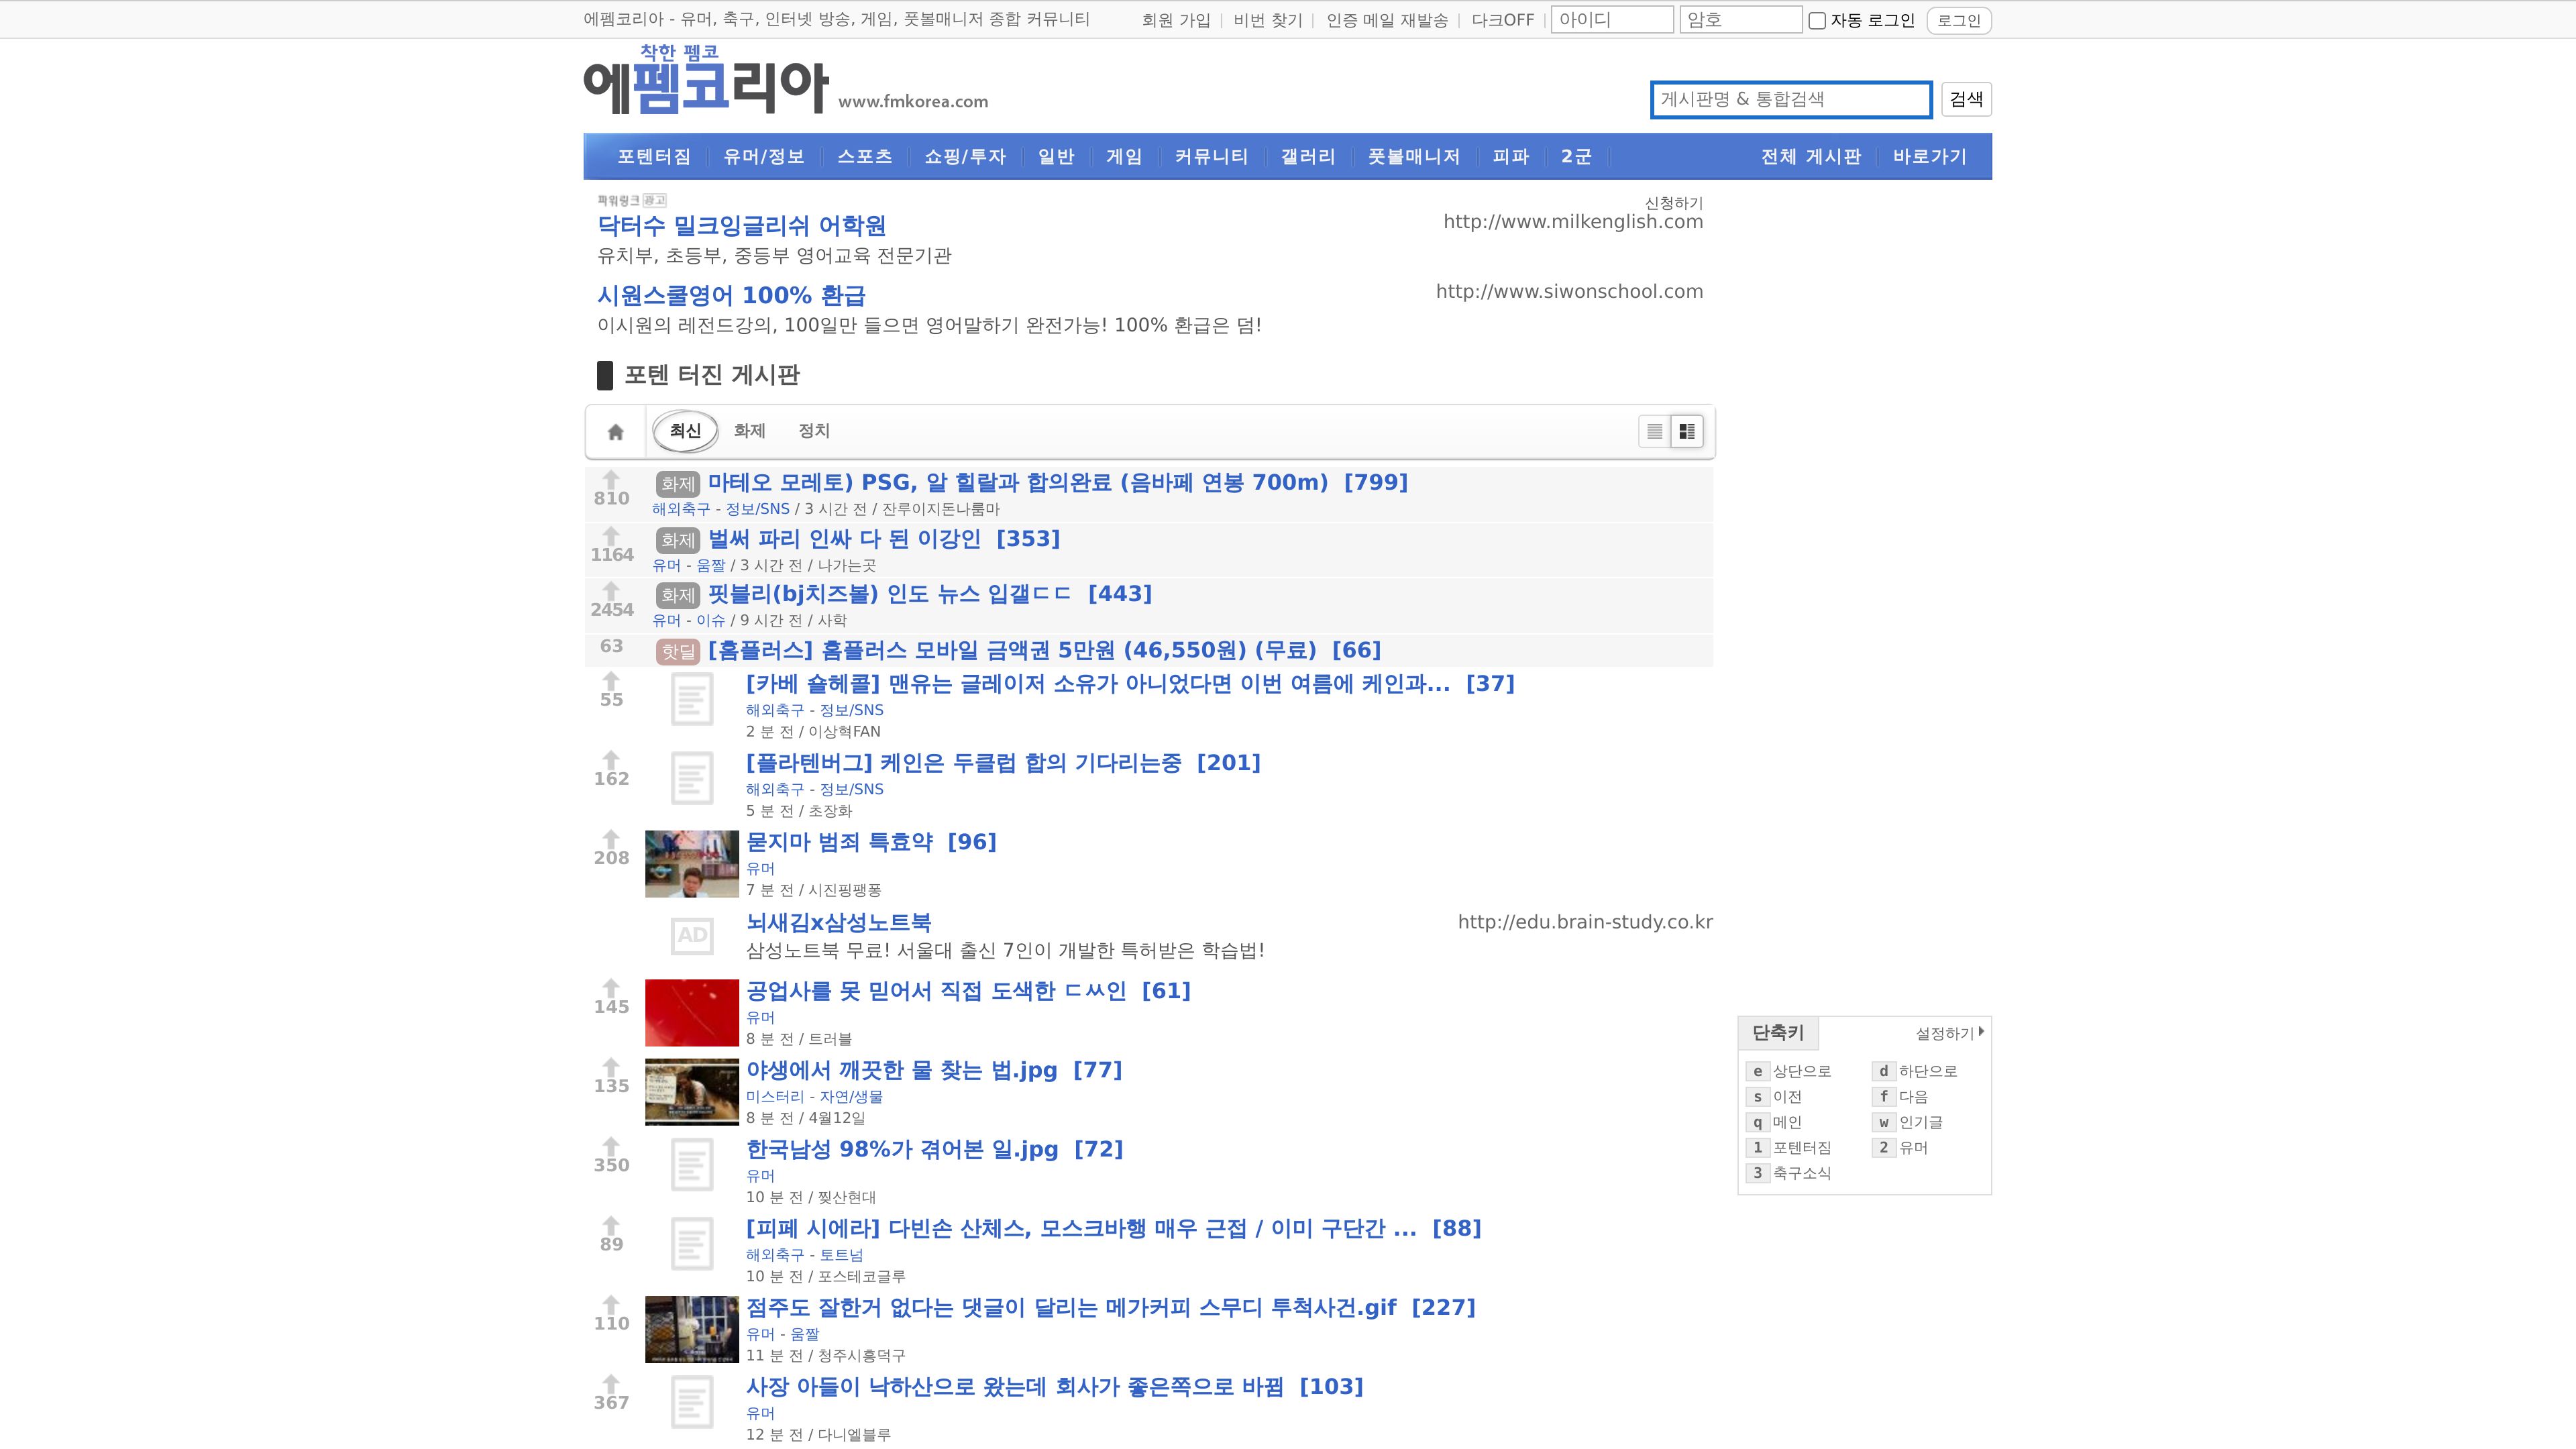 에펨코리아 - 유머, 축구, 인터넷 방송, 게임, 풋볼매니저 종합 커뮤니티 회원 가입 비번 찾기 인증 메일 재발송 다크OFF 아이디 암호 자동 로그인 로그인
착한 펨코
에펨코리아 www.fmkorea.com
게시판명 & 통합검색 검색
포텐터짐 유머/정보 스포츠 쇼핑/투자 일반 게임 커뮤니티 갤러리 풋볼매니저 피파 2군 전체 게시판 바로가기
파워링크 광고 신청하기
닥터수 밀크잉글리쉬 어학원 http://www.milkenglish.com
유치부, 초등부, 중등부 영어교육 전문기관
시원스쿨영어 100% 환급 http://www.siwonschool.com
이시원의 레전드강의, 100일만 들으면 영어말하기 완전가능! 100% 환급은 덤!
포텐 터진 게시판
최신 화제 정치
810 화제 마테오 모레토) PSG, 알 힐랄과 합의완료 (음바페 연봉 700m) [799]
해외축구 - 정보/SNS / 3 시간 전 / 잔루이지돈나룸마
1164 화제 벌써 파리 인싸 다 된 이강인 [353]
유머 - 움짤 / 3 시간 전 / 나가는곳
2454 화제 핏블리(bj치즈볼) 인도 뉴스 입갤ㄷㄷ [443]
유머 - 이슈 / 9 시간 전 / 사학
63 핫딜 [홈플러스] 홈플러스 모바일 금액권 5만원 (46,550원) (무료) [66]
55 [카베 숄헤콜] 맨유는 글레이저 소유가 아니었다면 이번 여름에 케인과... [37]
해외축구 - 정보/SNS
2 분 전 / 이상혁FAN
162 [플라텐버그] 케인은 두클럽 합의 기다리는중 [201]
해외축구 - 정보/SNS
5 분 전 / 초장화
208 묻지마 범죄 특효약 [96]
유머
7 분 전 / 시진핑팽퐁
AD 뇌새김x삼성노트북 http://edu.brain-study.co.kr
삼성노트북 무료! 서울대 출신 7인이 개발한 특허받은 학습법!
145 공업사를 못 믿어서 직접 도색한 ㄷㅆ인 [61]
유머
8 분 전 / 트러블
135 야생에서 깨끗한 물 찾는 법.jpg [77]
미스터리 - 자연/생물
8 분 전 / 4월12일
350 한국남성 98%가 겪어본 일.jpg [72]
유머
10 분 전 / 찢산현대
89 [피페 시에라] 다빈손 산체스, 모스크바행 매우 근접 / 이미 구단간 ... [88]
해외축구 - 토트넘
10 분 전 / 포스테코글루
110 점주도 잘한거 없다는 댓글이 달리는 메가커피 스무디 투척사건.gif [227]
유머 - 움짤
11 분 전 / 청주시흥덕구
367 사장 아들이 낙하산으로 왔는데 회사가 좋은쪽으로 바뀜 [103]
유머
12 분 전 / 다니엘블루
단축키 설정하기
e 상단으로 d 하단으로
s 이전 f 다음
q 메인 w 인기글
1 포텐터짐 2 유머
3 축구소식